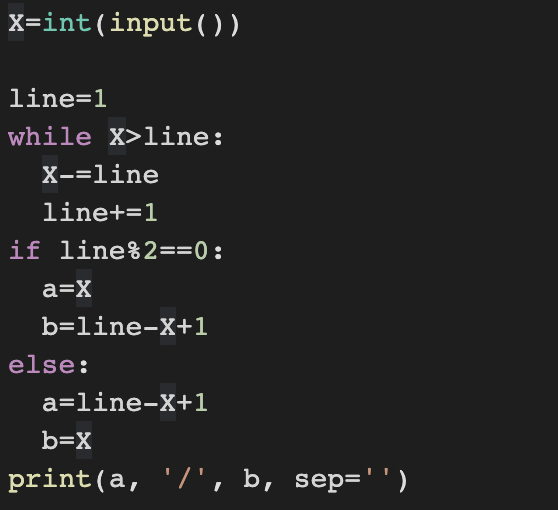 X=int(input())
line=1
while X>line:
  X-=line
  line+=1
if line%2==0:
  a=X
  b=line-X+1
else:
  a=line-X+1
  b=X
print(a, '/', b, sep='')